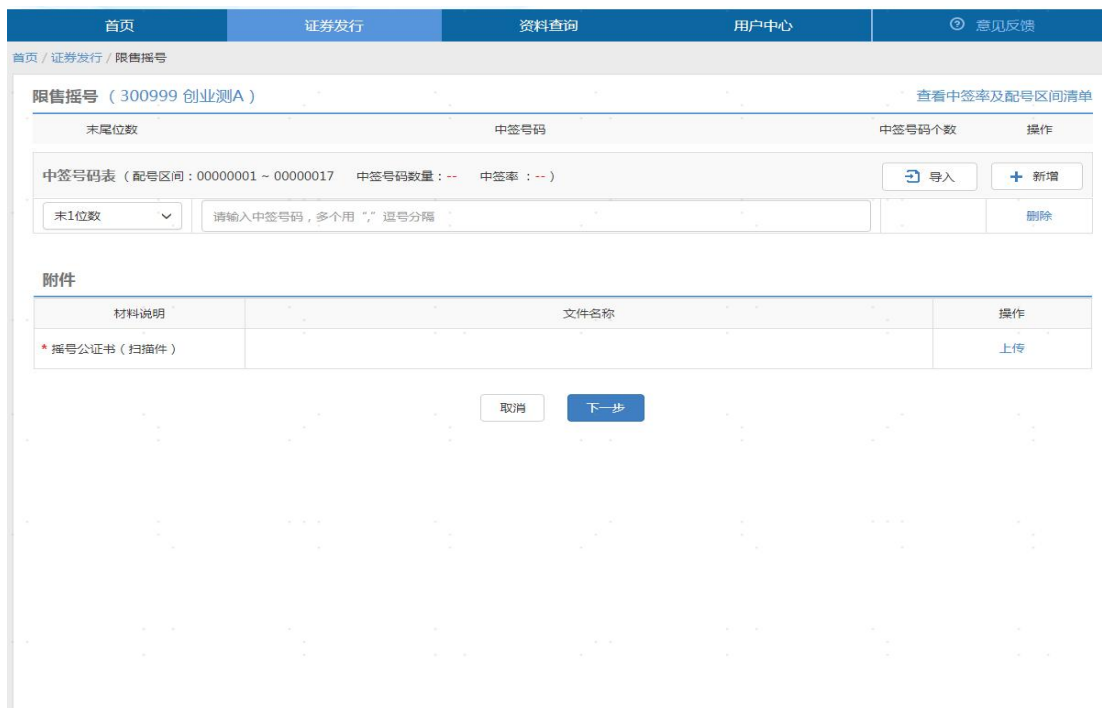 首页 证券发行 资料查询 用户中心 意见反馈
首页 / 证券发行 / 限售摇号
限售摇号（300999 创业测A） 查看中签率及配号区间清单
末尾位数 中签号码 中签号码个数 操作
中签号码表（配号区间：00000001 ~ 00000017 中签号码数量：-- 中签率：--） 导入 新增
末1位数 请输入中签号码，多个用 "," 逗号分隔 删除
附件
材料说明 文件名称 操作
* 摇号公证书（扫描件） 上传
取消 下一步